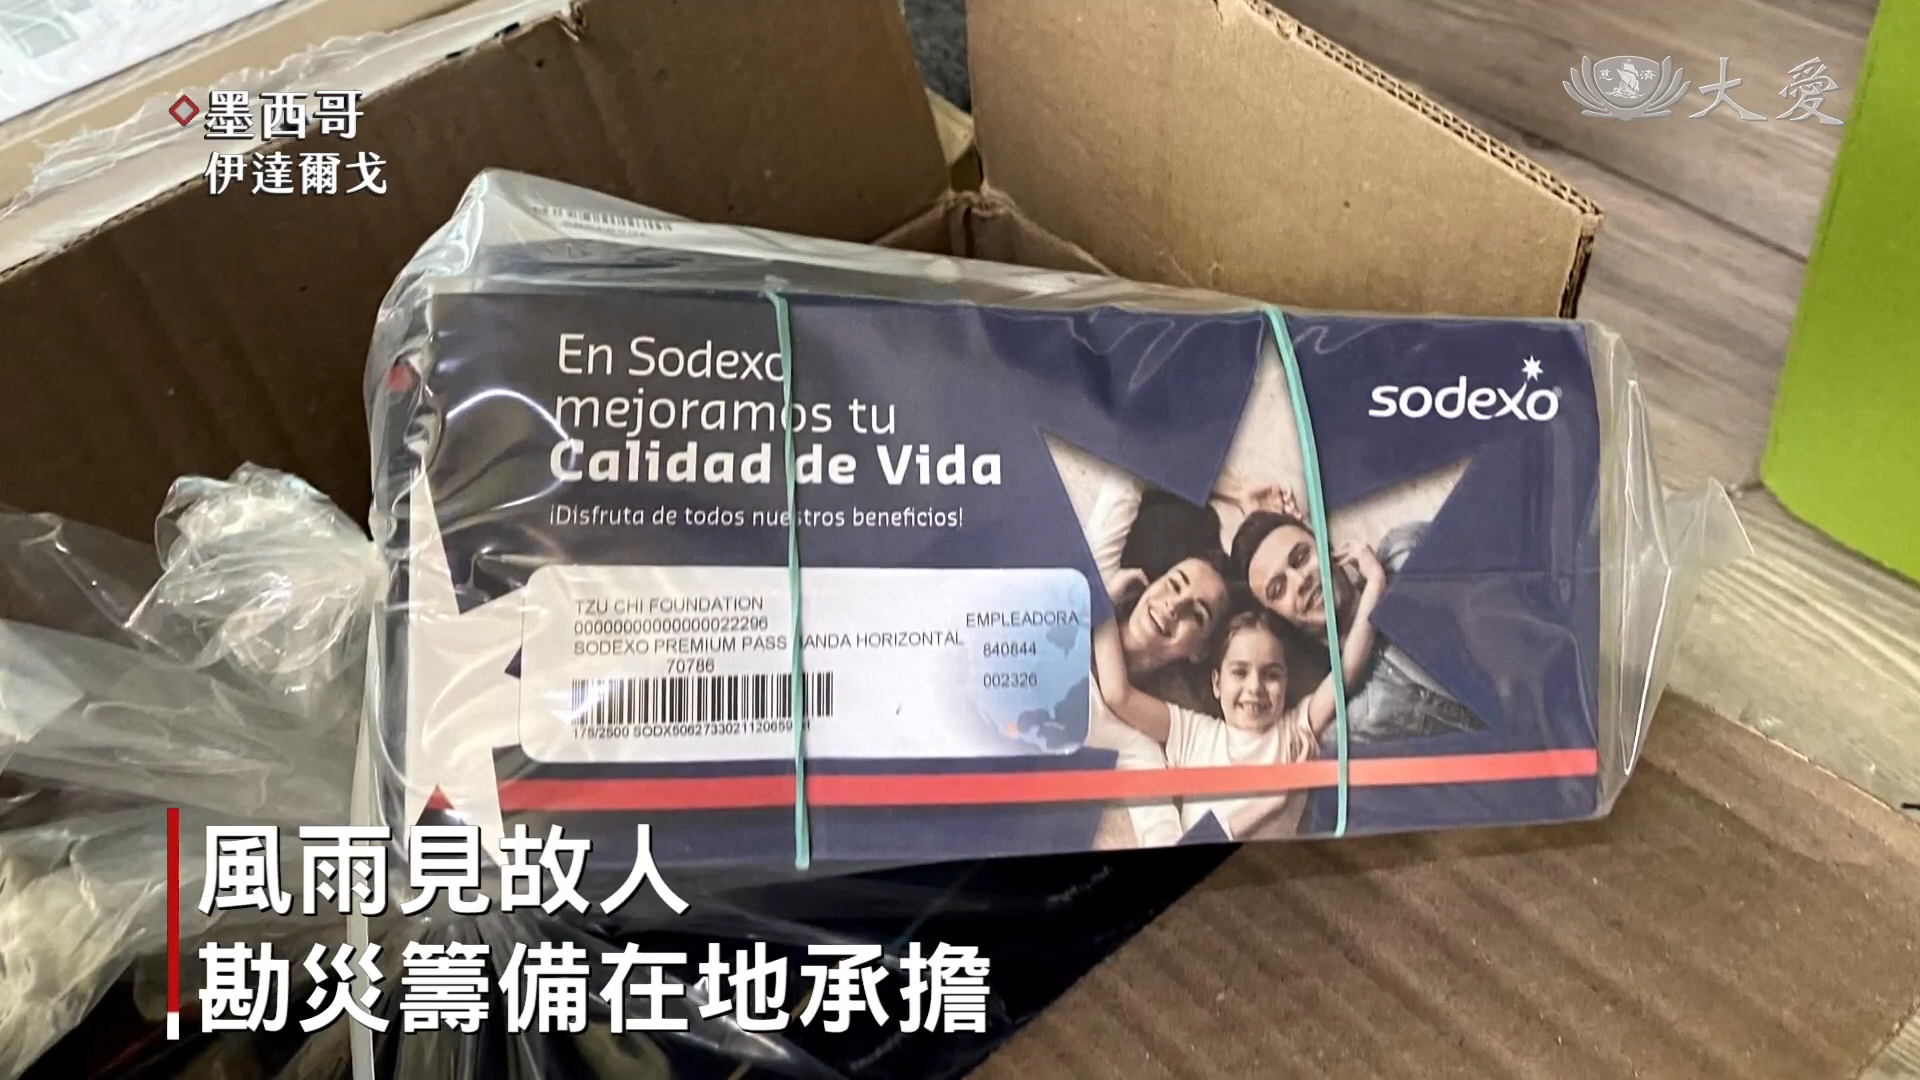 墨西哥
伊達爾戈
慈濟
大愛
En Sodexo
mejoramos tu
Calidad de Vida
¡Disfruta de todos nuestros beneficios!
sodexo
TZU CHI FOUNDATION
EMPLEADORA
SODEXO PREMIUM PASS BANDA HORIZONTAL
840844
70786
002326
風雨見故人
勘災籌備在地承擔